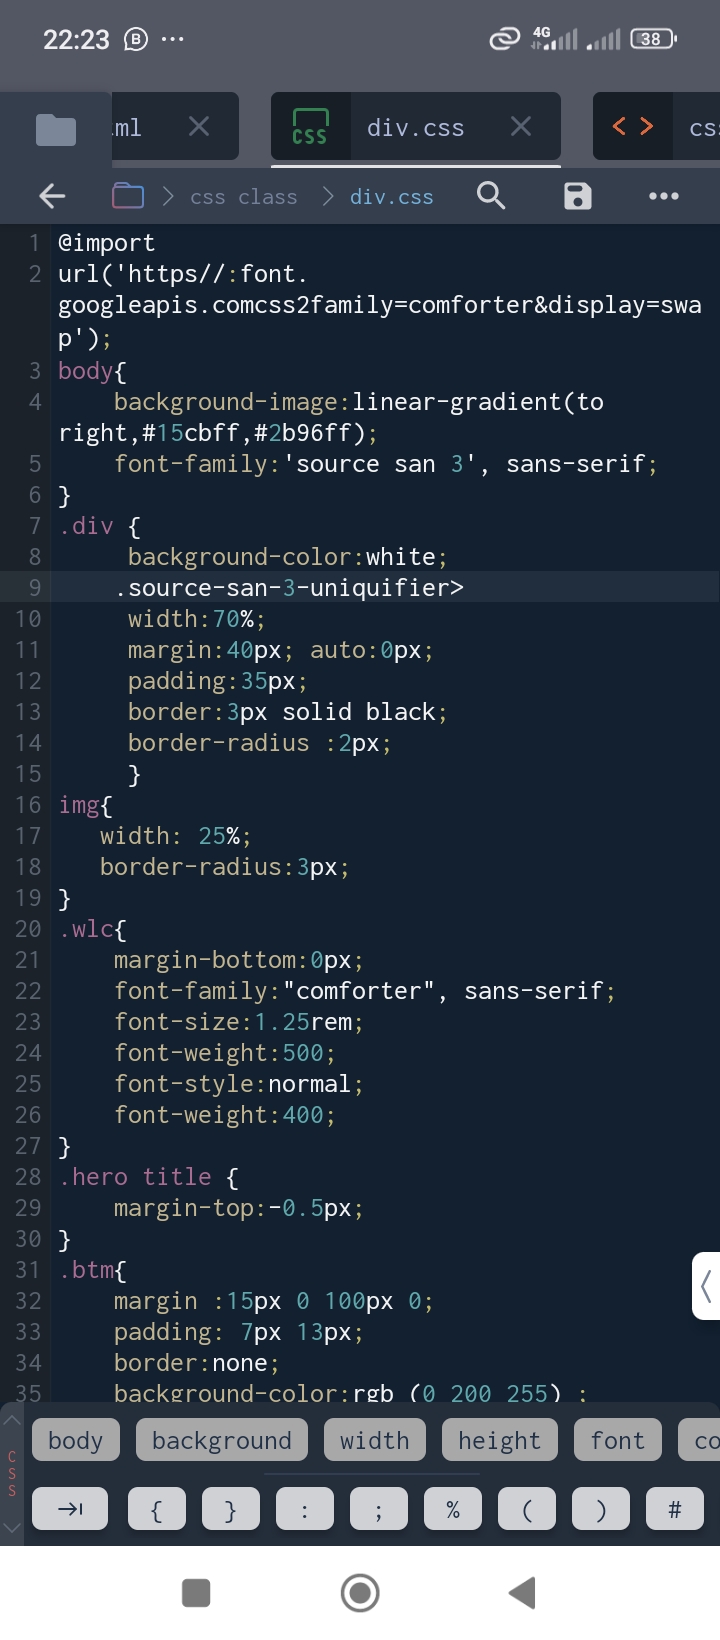 22:23 B ...
4G 38
ml × CSS div.css × < > cs
css class > div.css
1 @import
2 url('https//:font.
googleapis.comcss2family=comforter&display=swa
p');
3 body{
4 background-image:linear-gradient(to
right,#15cbff,#2b96ff);
5 font-family:'source san 3', sans-serif;
6 }
7 .div {
8 background-color:white;
9 .source-san-3-uniquifier>
10 width:70%;
11 margin:40px; auto:0px;
12 padding:35px;
13 border:3px solid black;
14 border-radius :2px;
15 }
16 img{
17 width: 25%;
18 border-radius:3px;
19 }
20 .wlc{
21 margin-bottom:0px;
22 font-family:"comforter", sans-serif;
23 font-size:1.25rem;
24 font-weight:500;
25 font-style:normal;
26 font-weight:400;
27 }
28 .hero title {
29 margin-top:-0.5px;
30 }
31 .btm{
32 margin :15px 0 100px 0;
33 padding: 7px 13px;
34 border:none;
35 background-color:rgb (0 200 255) ;
CSS
body background width height font co
{ } : ; % ( ) #